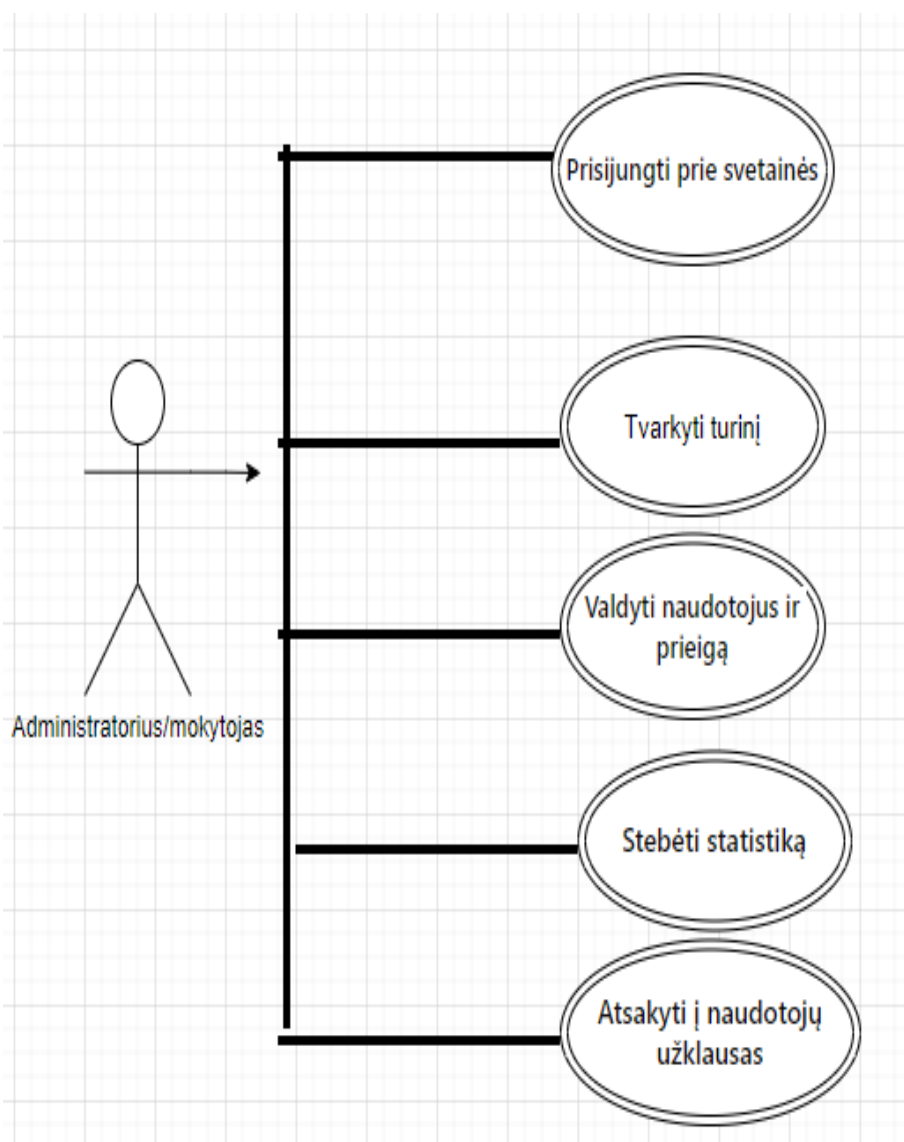 Prisijungti prie svetainės
Tvarkyti turinį
Valdyti naudotojus ir
prieigą
Administratorius/mokytojas
Stebėti statistiką
Atsakyti į naudotojų
užklausas